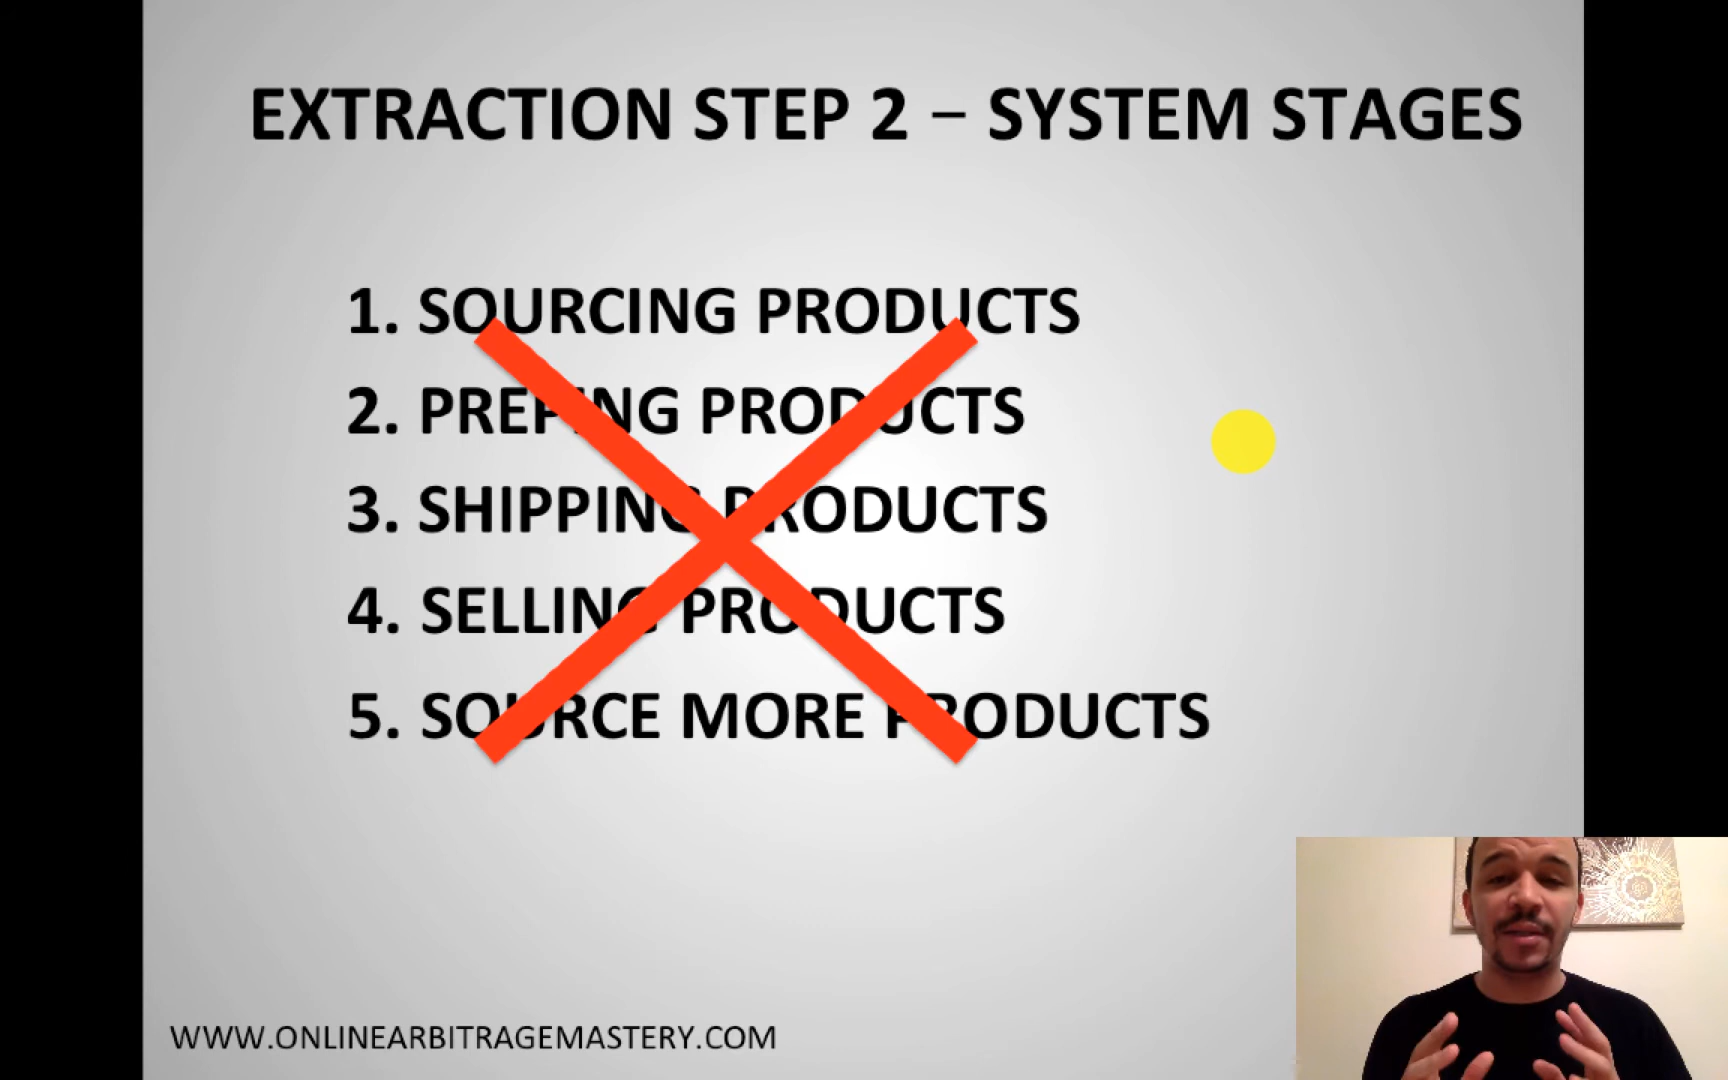 EXTRACTION STEP 2 – SYSTEM STAGES
1. SOURCING PRODUCTS
2. PREPING PRODUCTS
3. SHIPPING PRODUCTS
4. SELLING PRODUCTS
5. SOURCE MORE PRODUCTS
WWW.ONLINEARBITRAGEMASTERY.COM